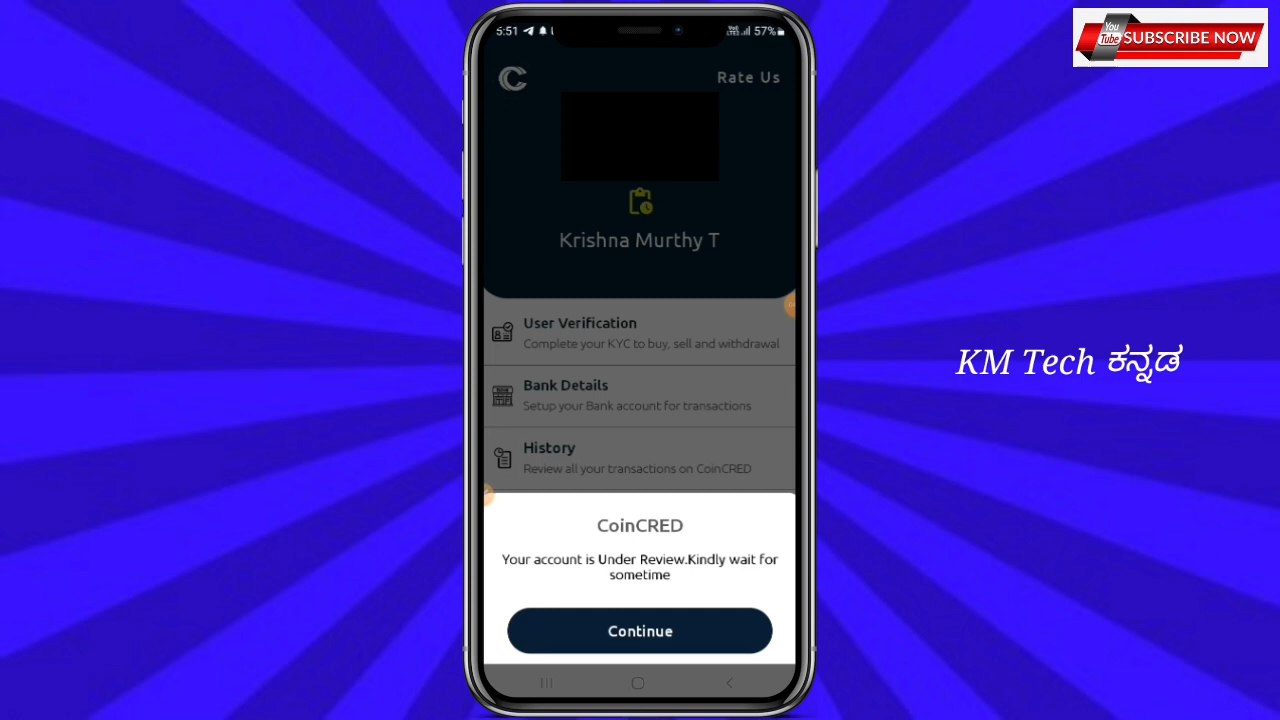 You
Tube
SUBSCRIBE NOW
5:51
57%
Rate Us
Krishna Murthy T
User Verification
Complete your KYC to buy, sell and withdrawal
Bank Details
Setup your Bank account for transactions
History
Review all your transactions on CoinCRED
CoinCRED
Your account is Under Review.Kindly wait for
sometime
Continue
KM Tech ಕನ್ನಡ